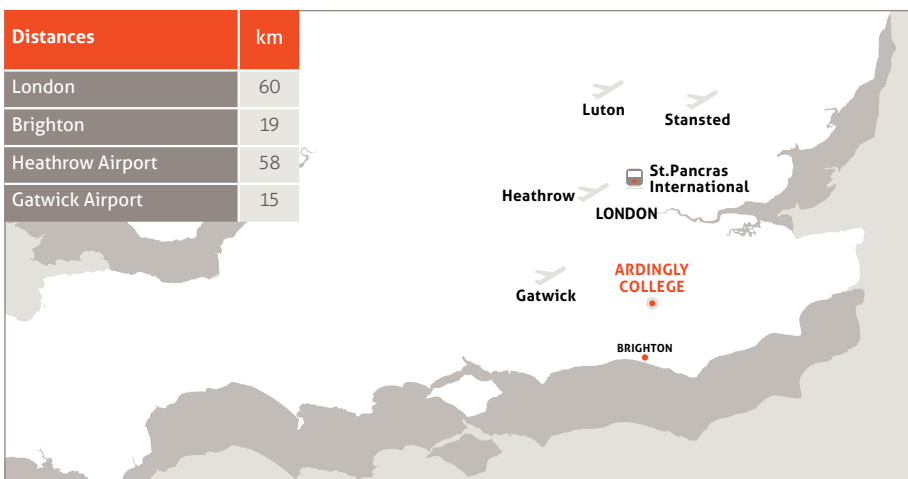 Distances km
London 60
Brighton 19
Heathrow Airport 58
Gatwick Airport 15
Luton
Stansted
St.Pancras
International
Heathrow
LONDON
ARDINGLY
COLLEGE
Gatwick
BRIGHTON